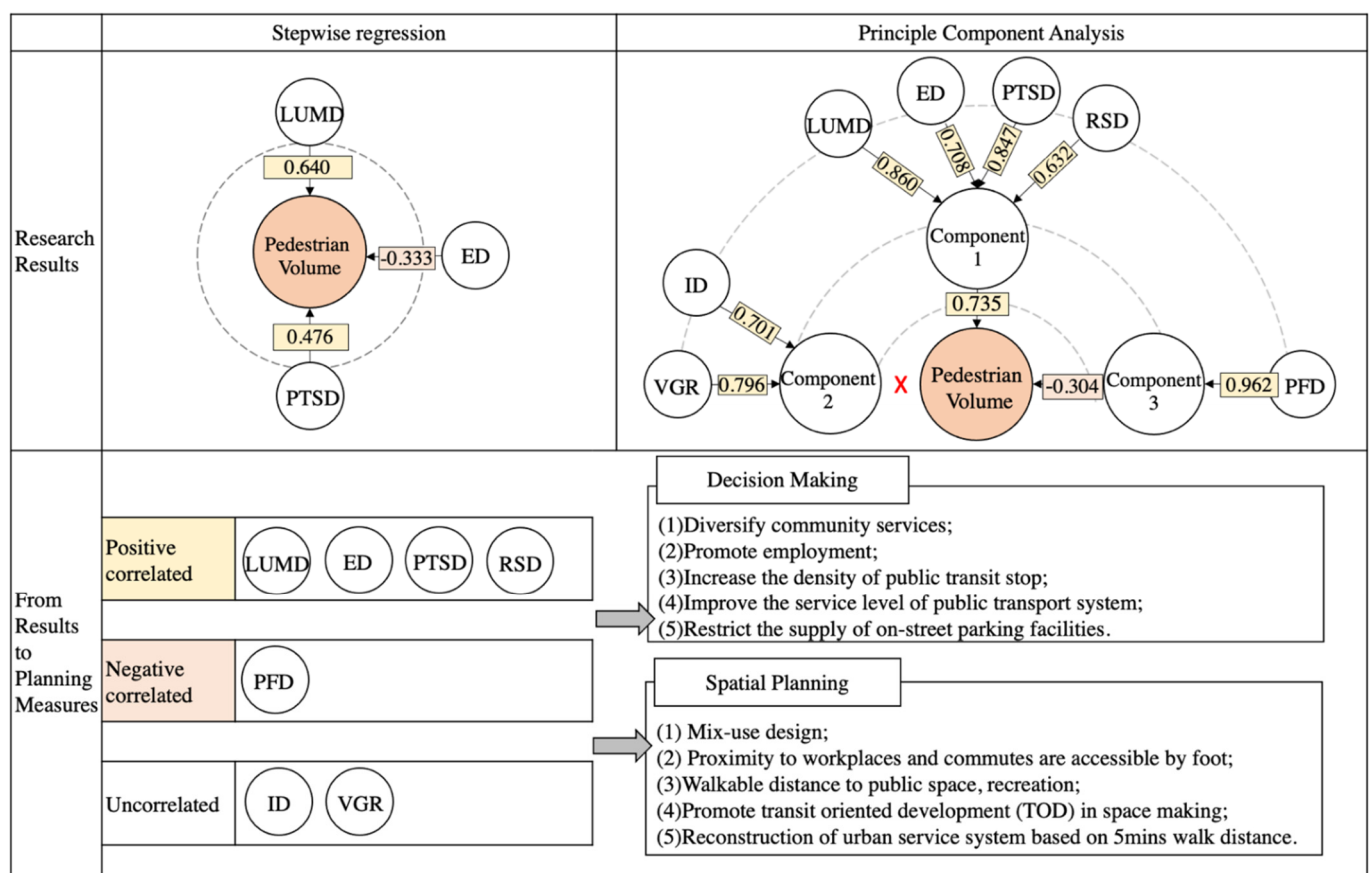 Stepwise regression
Principle Component Analysis
Research
Results
LUMD
0.640
Pedestrian
Volume
-0.333
ED
0.476
PTSD
LUMD
ED
PTSD
RSD
0.860
0.708
0.847
0.632
Component
1
ID
0.701
0.735
VGR
0.796
Component
2
X
Pedestrian
Volume
-0.304
Component
3
0.962
PFD
From
Results
to
Planning
Measures
Positive
correlated
LUMD
ED
PTSD
RSD
Negative
correlated
PFD
Uncorrelated
ID
VGR
Decision Making
(1)Diversify community services;
(2)Promote employment;
(3)Increase the density of public transit stop;
(4)Improve the service level of public transport system;
(5)Restrict the supply of on-street parking facilities.
Spatial Planning
(1) Mix-use design;
(2) Proximity to workplaces and commutes are accessible by foot;
(3)Walkable distance to public space, recreation;
(4)Promote transit oriented development (TOD) in space making;
(5)Reconstruction of urban service system based on 5mins walk distance.